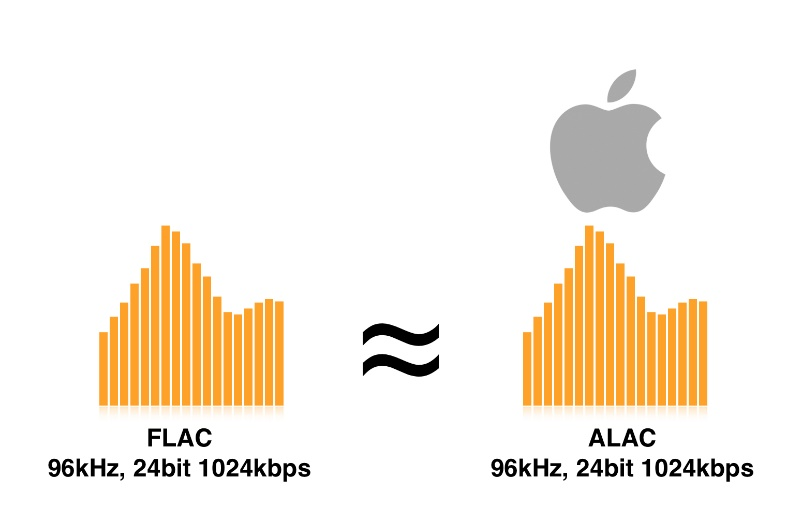 ≈
FLAC
96kHz, 24bit 1024kbps
ALAC
96kHz, 24bit 1024kbps